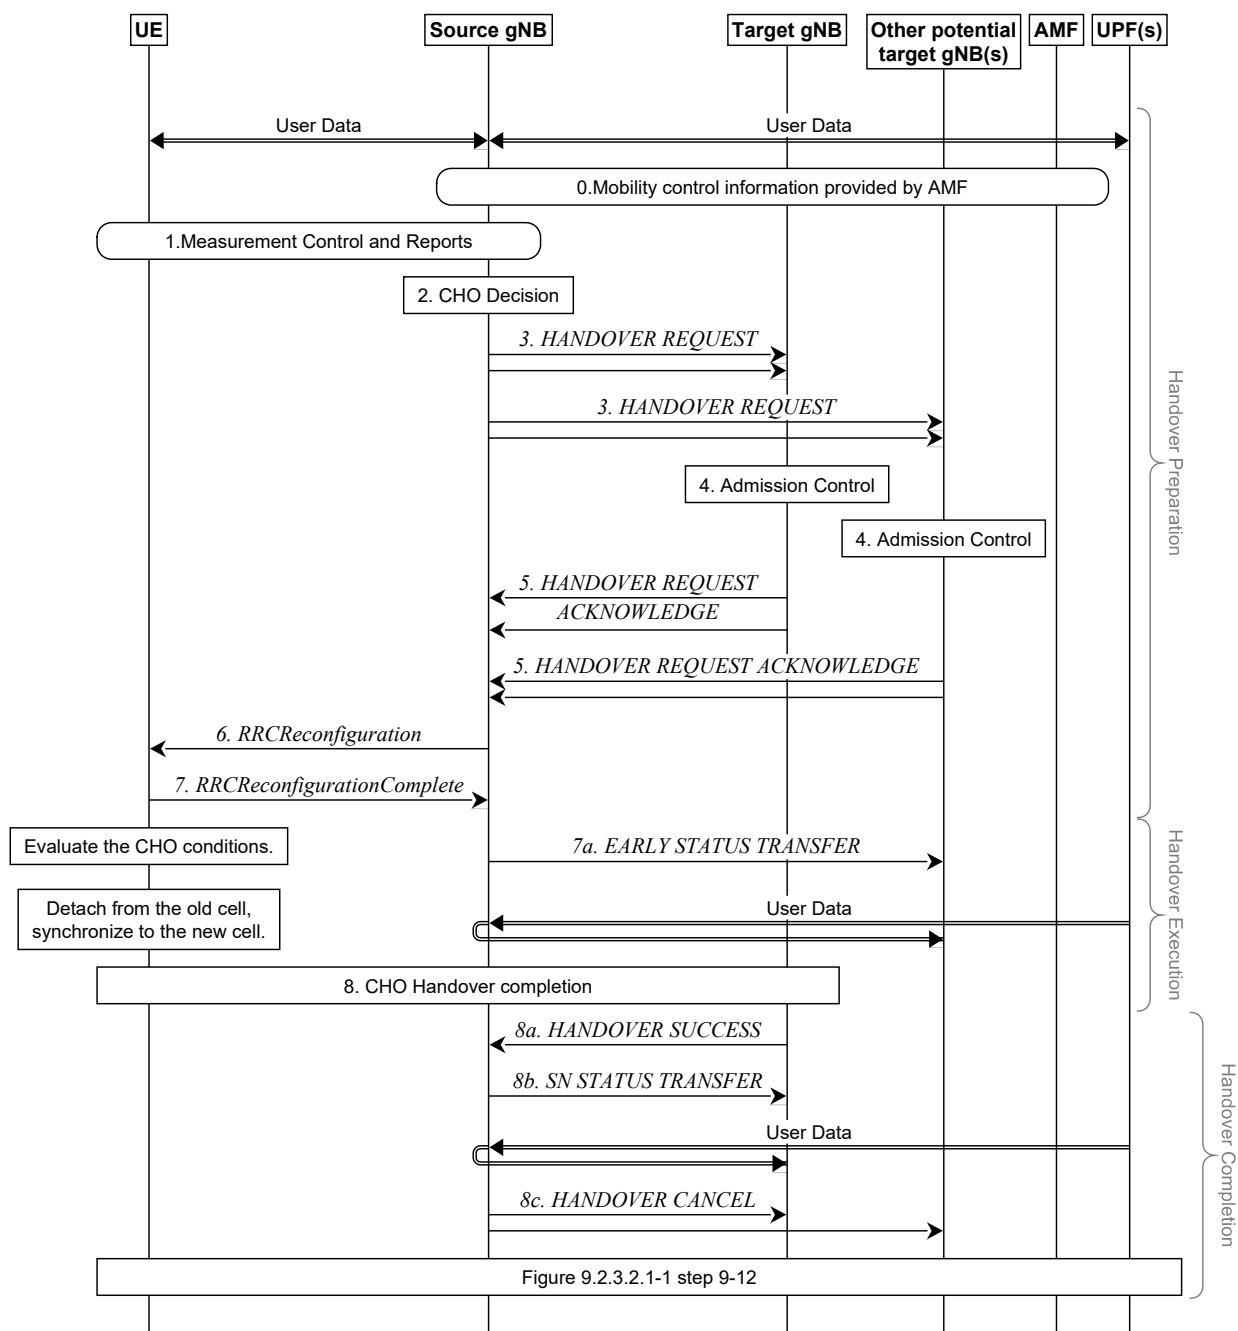 UE
Source gNB
Target gNB
Other potential
target gNB(s)
AMF
UPF(s)
User Data
User Data
0.Mobility control information provided by AMF
1.Measurement Control and Reports
2. CHO Decision
3. HANDOVER REQUEST
3. HANDOVER REQUEST
4. Admission Control
4. Admission Control
5. HANDOVER REQUEST
ACKNOWLEDGE
5. HANDOVER REQUEST ACKNOWLEDGE
6. RRCReconfiguration
7. RRCReconfigurationComplete
Handover Preparation
Evaluate the CHO conditions.
7a. EARLY STATUS TRANSFER
Detach from the old cell,
synchronize to the new cell.
User Data
8. CHO Handover completion
Handover Execution
8a. HANDOVER SUCCESS
8b. SN STATUS TRANSFER
User Data
8c. HANDOVER CANCEL
Figure 9.2.3.2.1-1 step 9-12
Handover Completion